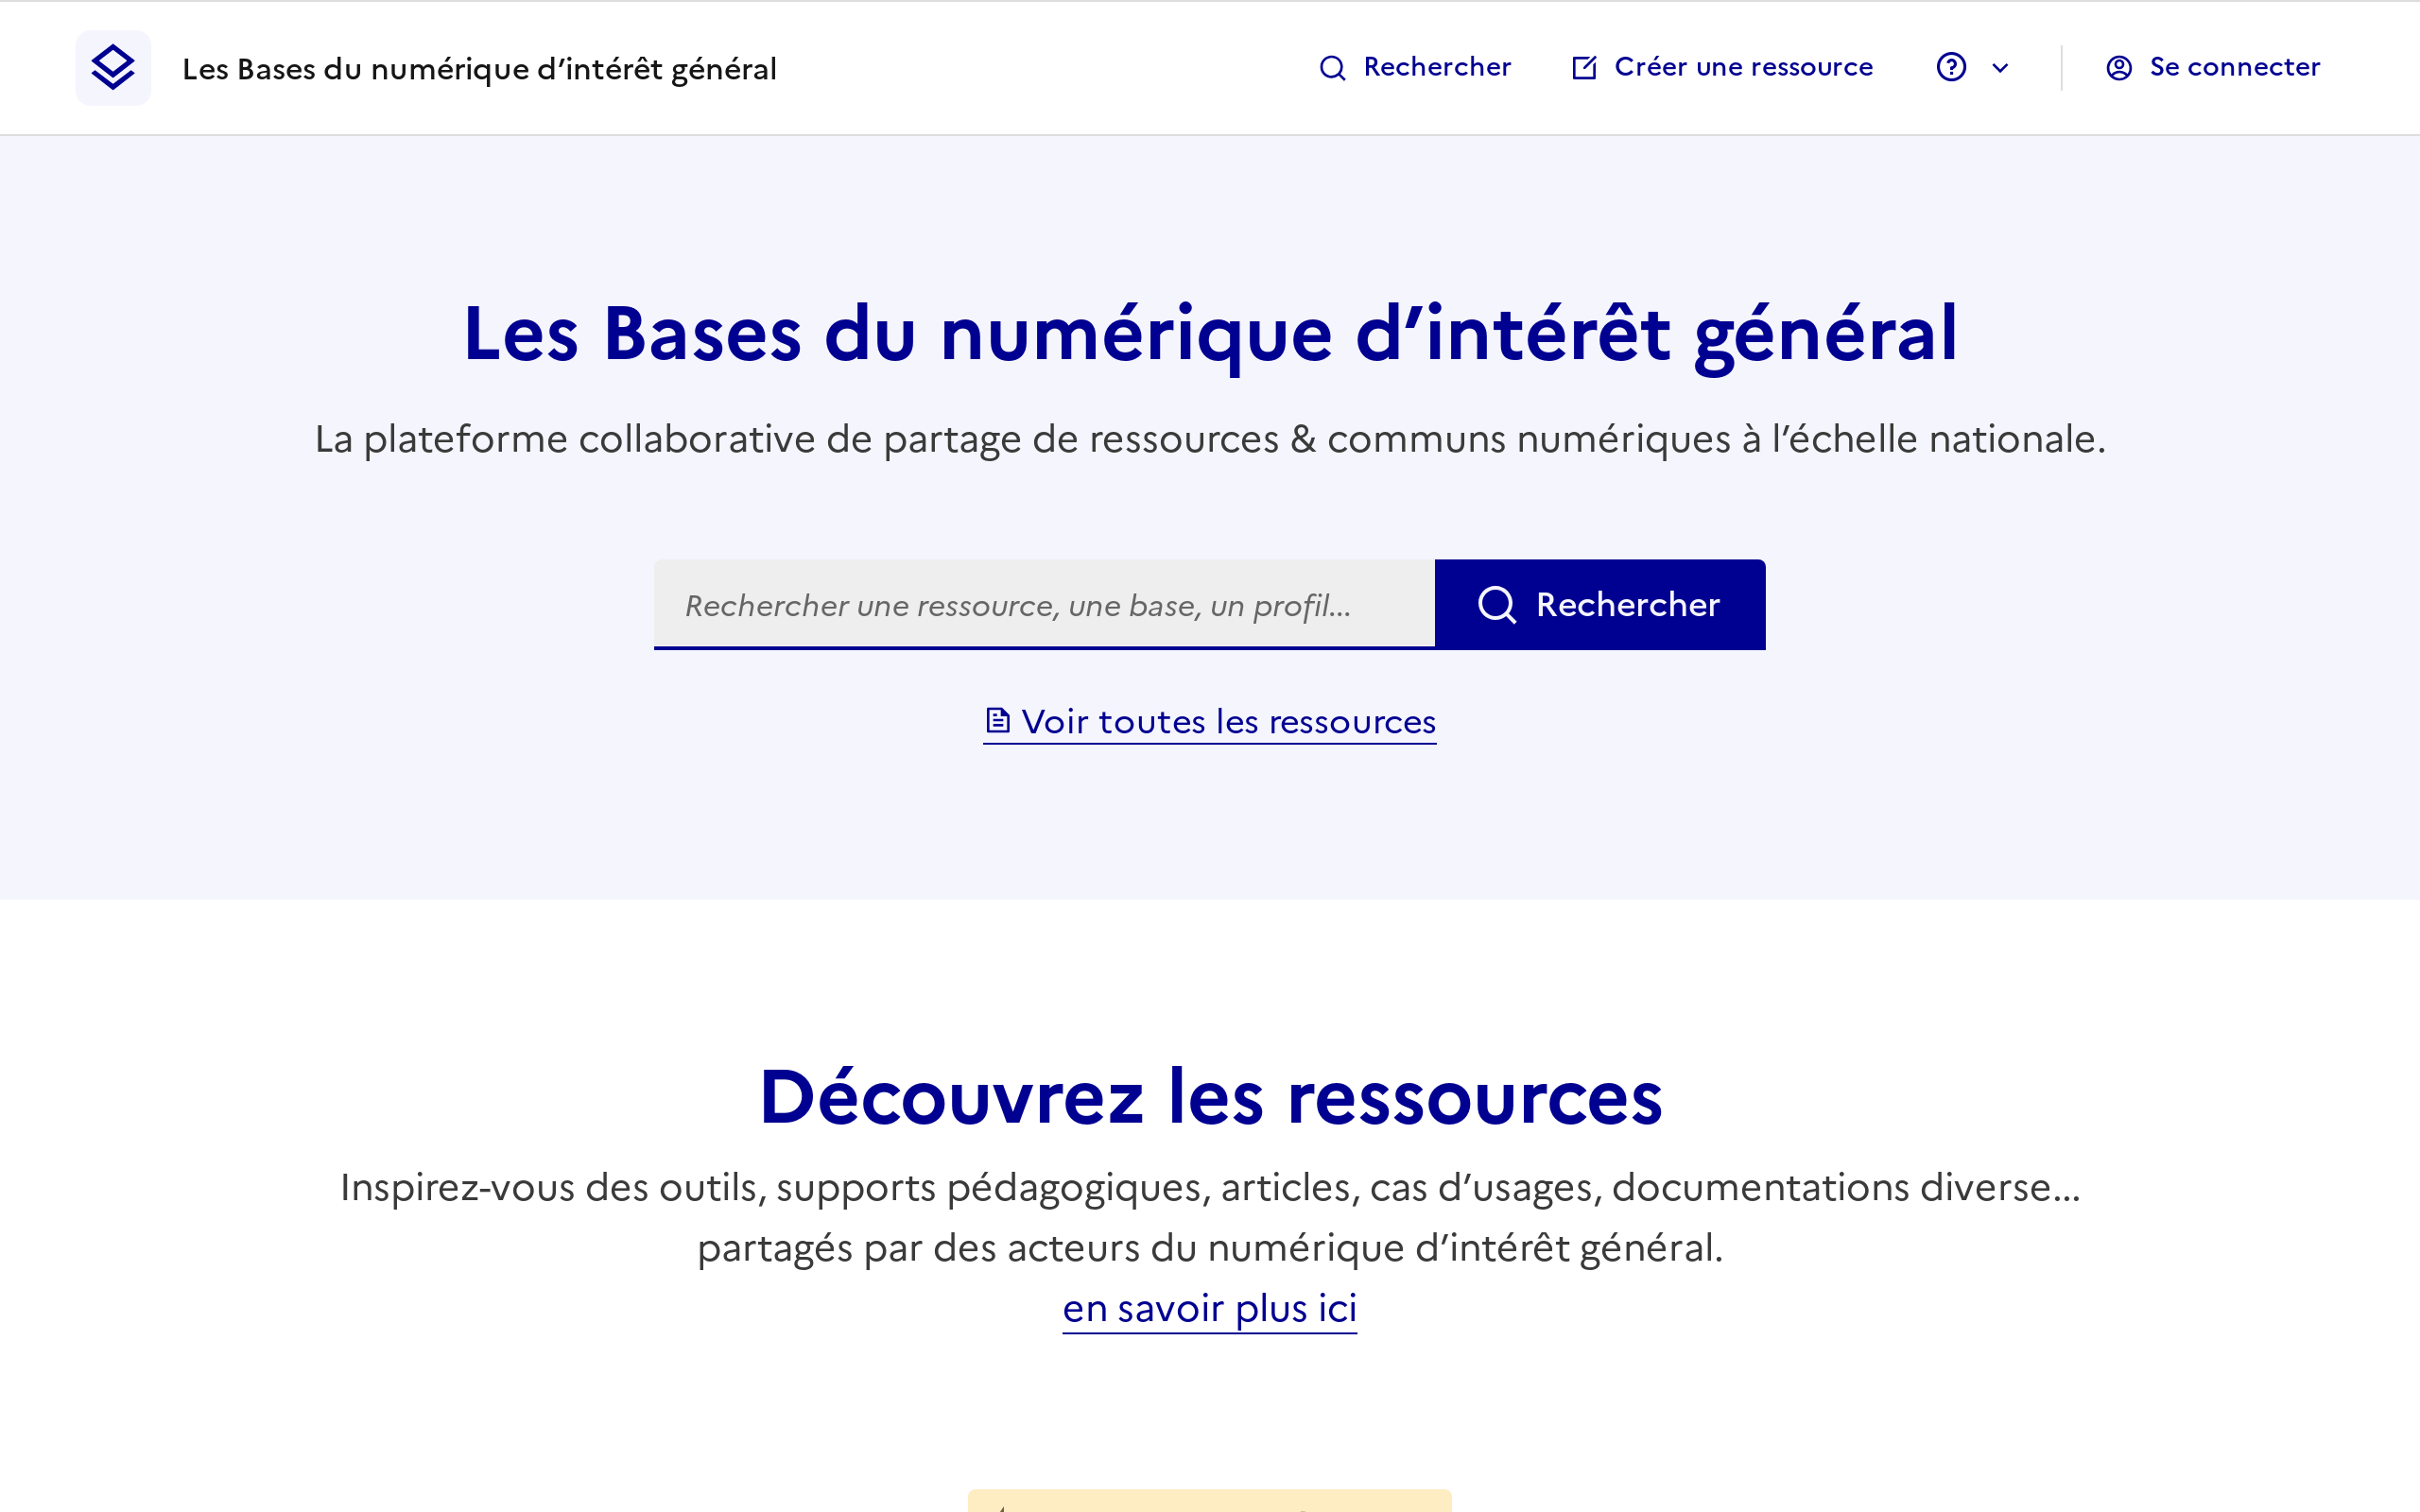 Les Bases du numérique d’intérêt général
Rechercher
Créer une ressource
Se connecter
Les Bases du numérique d’intérêt général
La plateforme collaborative de partage de ressources & communs numériques à l’échelle nationale.
Rechercher une ressource, une base, un profil...
Rechercher
Voir toutes les ressources
Découvrez les ressources
Inspirez-vous des outils, supports pédagogiques, articles, cas d’usages, documentations diverse...
partagés par des acteurs du numérique d’intérêt général.
en savoir plus ici